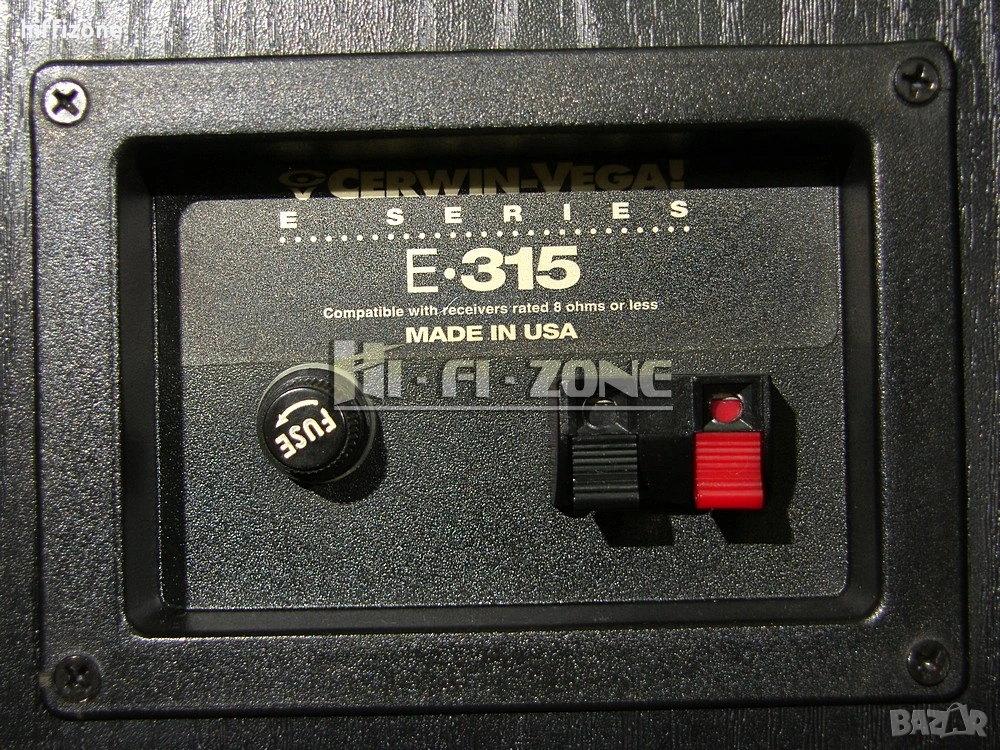 hifizone
CERWIN-VEGA!
E SERIES
E•315
Compatible with receivers rated 8 ohms or less
MADE IN USA
HI-FI-ZONE
FUSE
BAZAR